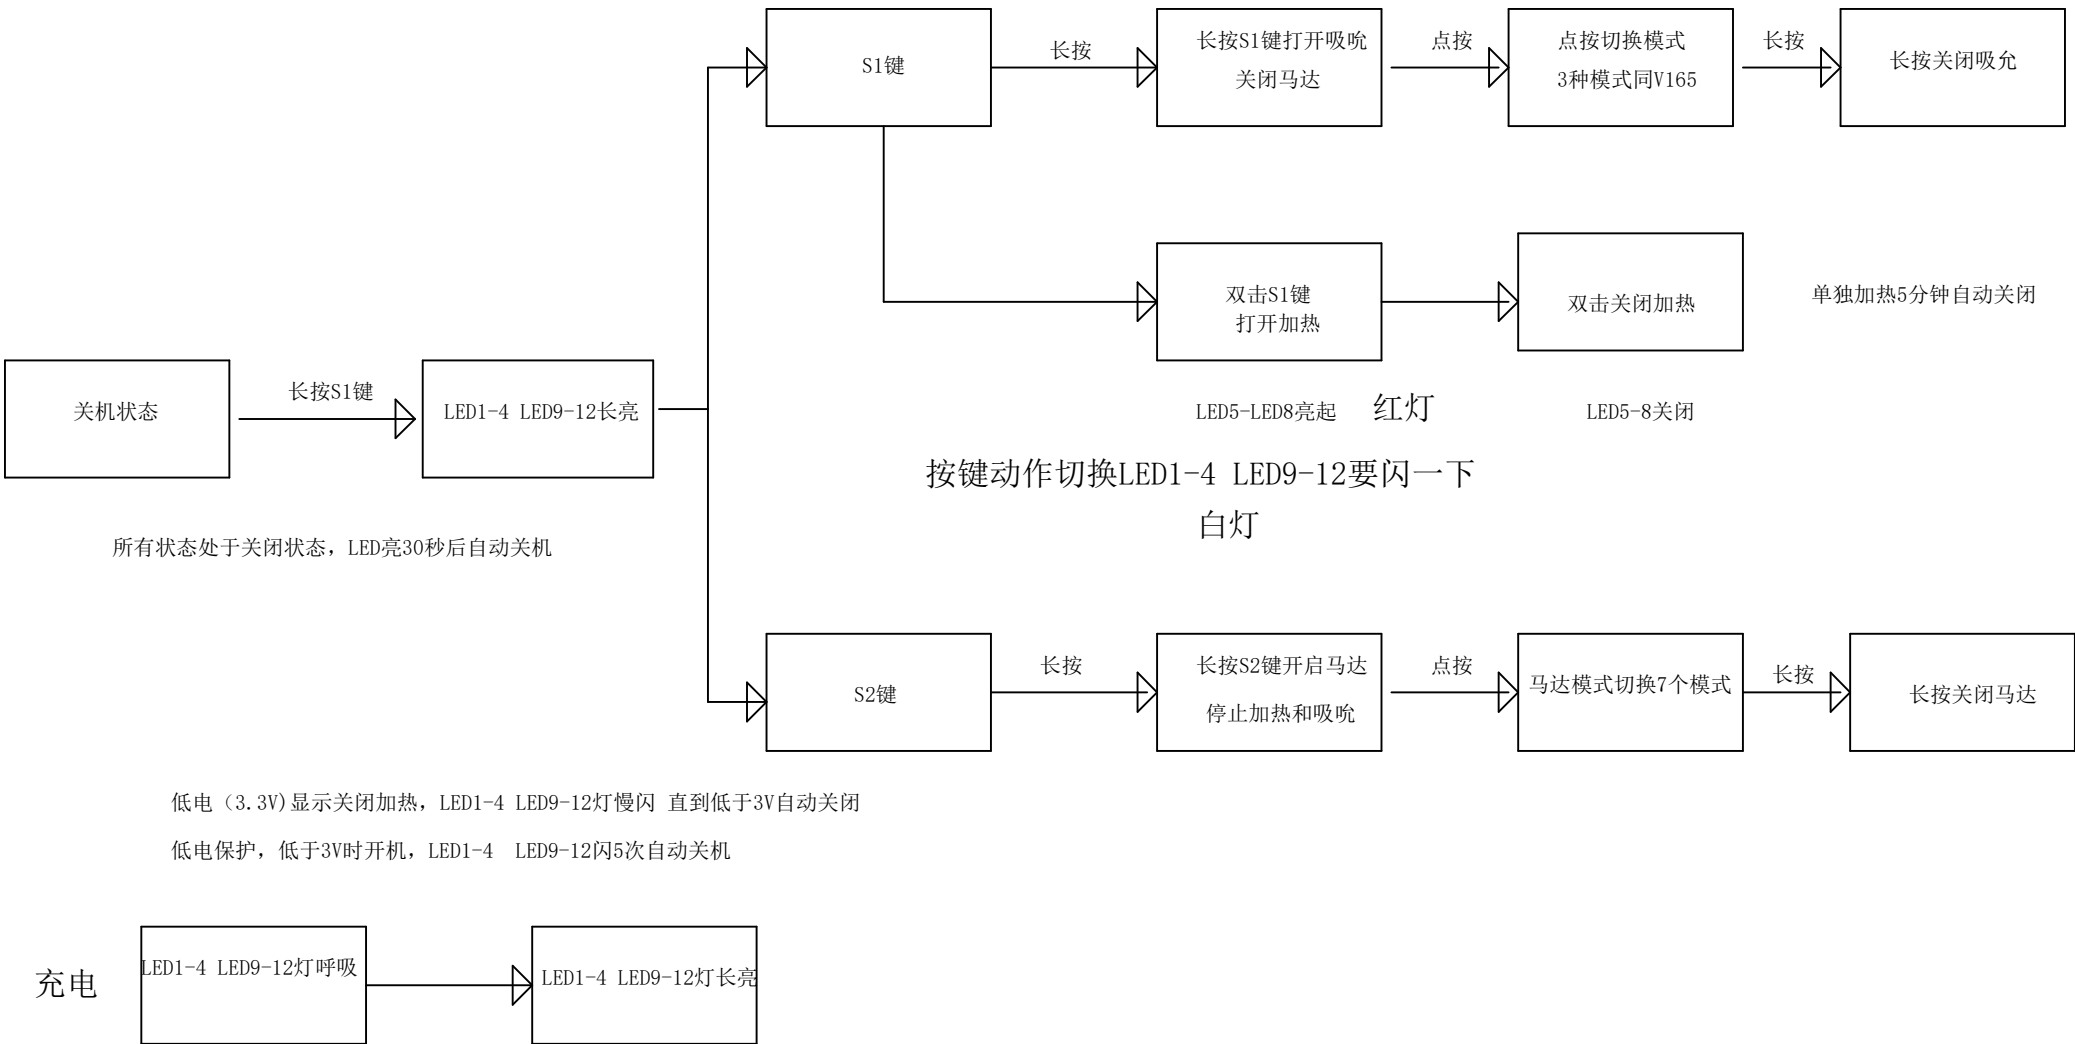 S1键
长按
长按S1键打开吸吮
关闭马达
点按
点按切换模式
3种模式同V165
长按
长按关闭吸允
双击S1键
打开加热
双击关闭加热
单独加热5分钟自动关闭
关机状态
长按S1键
LED1-4 LED9-12长亮
LED5-LED8亮起 红灯
LED5-8关闭
按键动作切换LED1-4 LED9-12要闪一下
白灯
所有状态处于关闭状态，LED亮30秒后自动关机
S2键
长按
长按S2键开启马达
停止加热和吸吮
点按
马达模式切换7个模式
长按
长按关闭马达
低电（3.3V)显示关闭加热，LED1-4 LED9-12灯慢闪 直到低于3V自动关闭
低电保护，低于3V时开机，LED1-4 LED9-12闪5次自动关机
充电
LED1-4 LED9-12灯呼吸
LED1-4 LED9-12灯长亮